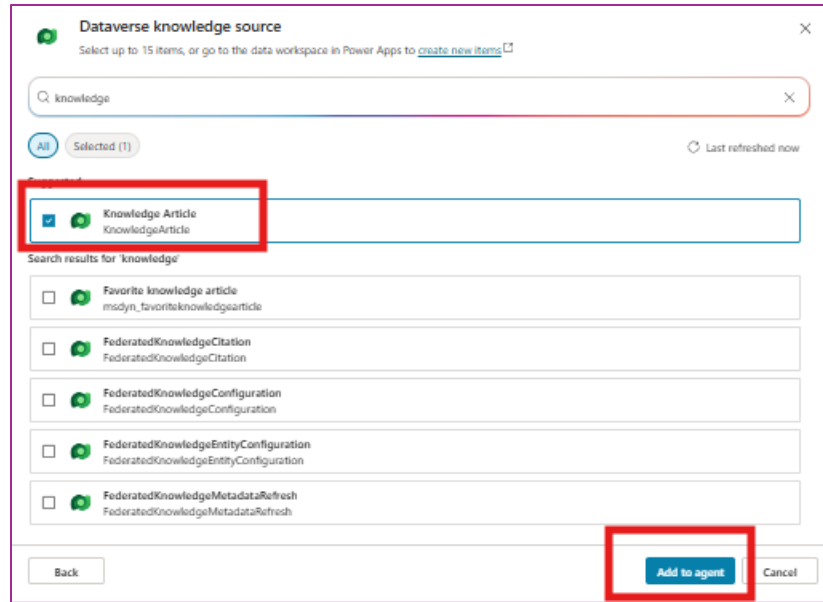 Dataverse knowledge source
Select up to 15 items, or go to the data workspace in Power Apps to create new items
knowledge
All
Selected (1)
Last refreshed now
Suggested
Knowledge Article
KnowledgeArticle
Search results for 'knowledge'
Favorite knowledge article
msdyn_favoriteknowledgearticle
FederatedKnowledgeCitation
FederatedKnowledgeCitation
FederatedKnowledgeConfiguration
FederatedKnowledgeConfiguration
FederatedKnowledgeEntityConfiguration
FederatedKnowledgeEntityConfiguration
FederatedKnowledgeMetadataRefresh
FederatedKnowledgeMetadataRefresh
Back
Add to agent
Cancel